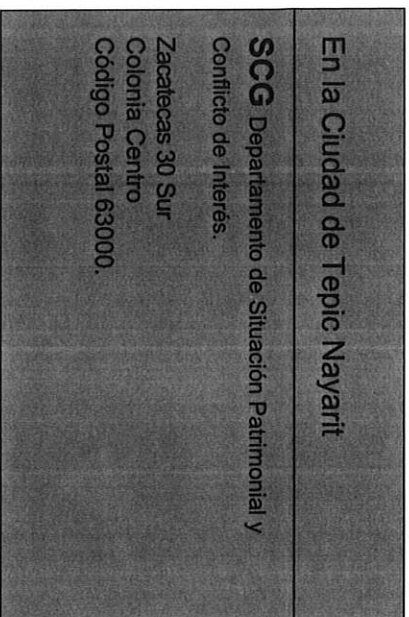 En la Ciudad de Tepic Nayarit
SCG Departamento de Situación Patrimonial y
Conflicto de Interés.
Zacatecas 30 Sur
Colonia Centro
Código Postal 63000.